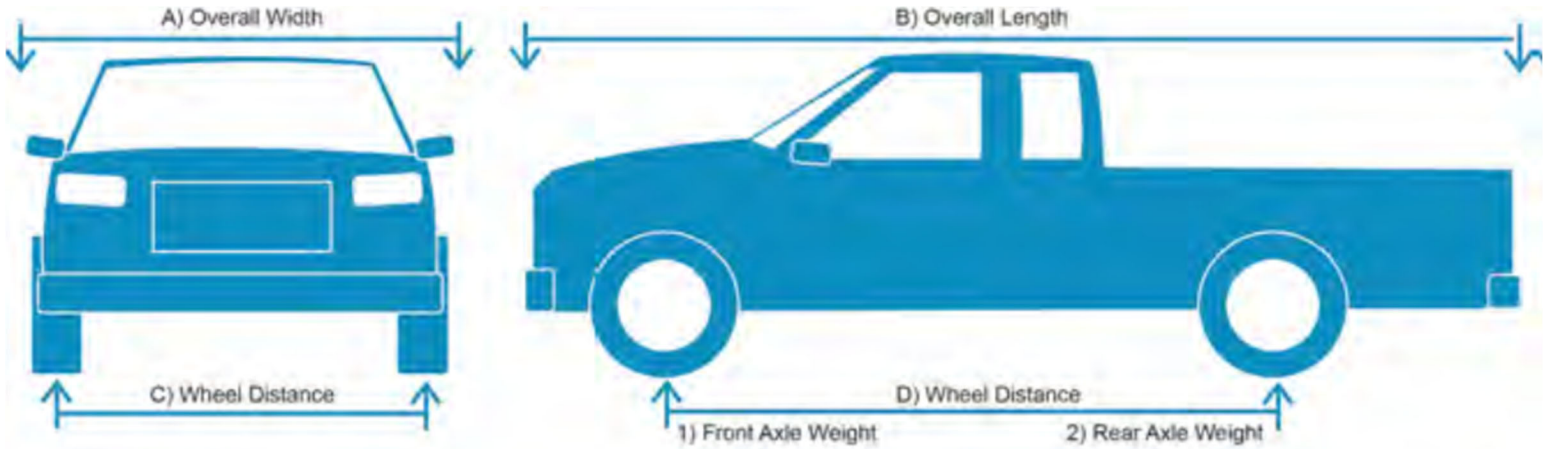 A) Overall Width
B) Overall Length
C) Wheel Distance
D) Wheel Distance
1) Front Axle Weight
2) Rear Axle Weight